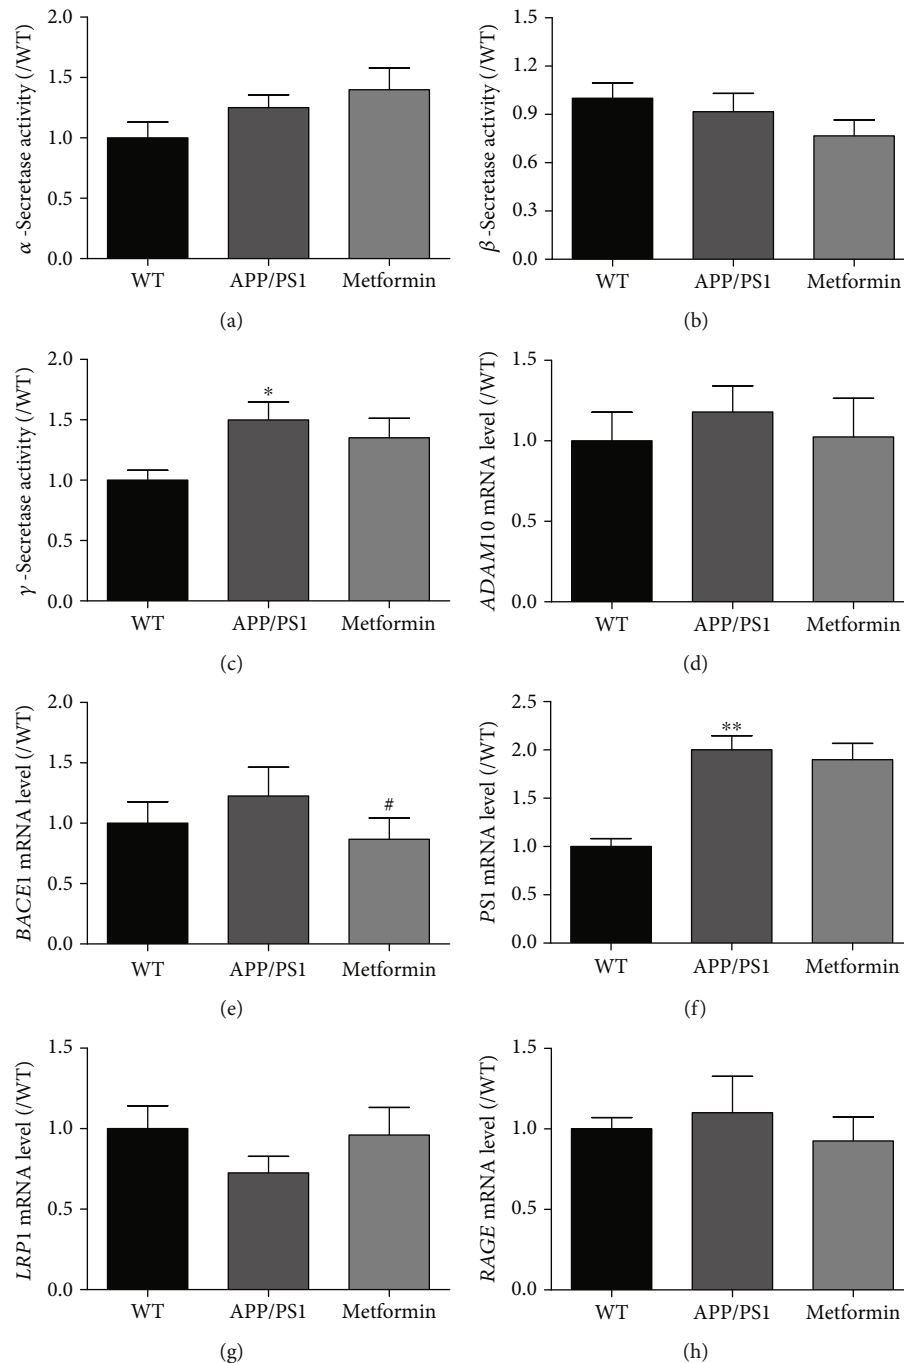 α -Secretase activity (/WT)
2.0
1.5
1.0
0.5
0.0
WT APP/PS1 Metformin
(a)
β -Secretase activity (/WT)
1.5
1.2
0.9
0.6
0.3
0.0
WT APP/PS1 Metformin
(b)
γ -Secretase activity (/WT)
2.0
1.5
1.0
0.5
0.0
*
WT APP/PS1 Metformin
(c)
ADAM10 mRNA level (/WT)
1.5
1.0
0.5
0.0
WT APP/PS1 Metformin
(d)
BACE1 mRNA level (/WT)
2.0
1.5
1.0
0.5
0.0
#
WT APP/PS1 Metformin
(e)
PS1 mRNA level (/WT)
2.5
2.0
1.5
1.0
0.5
0.0
**
WT APP/PS1 Metformin
(f)
LRP1 mRNA level (/WT)
1.5
1.0
0.5
0.0
WT APP/PS1 Metformin
(g)
RAGE mRNA level (/WT)
1.5
1.0
0.5
0.0
WT APP/PS1 Metformin
(h)